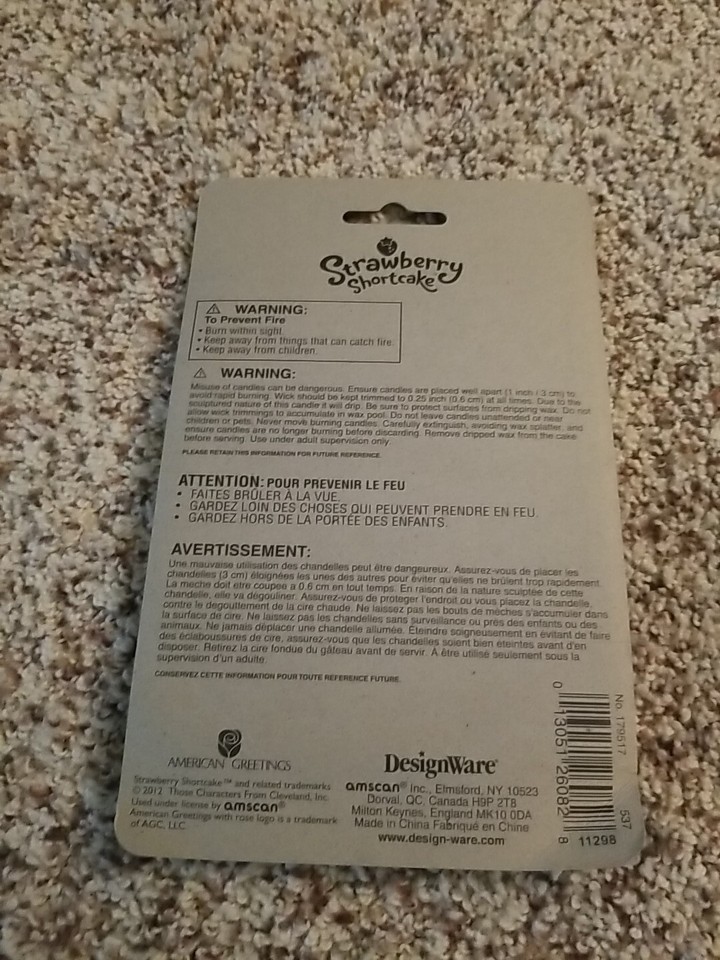 Strawberry
Shortcake
WARNING:
To Prevent Fire
• Burn within sight.
• Keep away from things that can catch fire.
• Keep away from children.
WARNING:
Misuse of candles can be dangerous. Ensure candles are placed well apart (1 inch / 3 cm) to
avoid rapid burning. Wick should be kept trimmed to 0.25 inch (0.6 cm) at all times. Due to the
sculptured nature of this candle it will drip. Be sure to protect surfaces from dripping wax. Do not
allow wick trimmings to accumulate in wax pool. Do not leave candles unattended or near
children or pets. Never move burning candles. Carefully extinguish, avoiding wax splatter, and
ensure candles are no longer burning before discarding. Remove dripped wax from the cake
before serving. Use under adult supervision only.
PLEASE RETAIN THIS INFORMATION FOR FUTURE REFERENCE.
ATTENTION: POUR PREVENIR LE FEU
• FAITES BRÛLER À LA VUE.
• GARDEZ LOIN DES CHOSES QUI PEUVENT PRENDRE EN FEU.
• GARDEZ HORS DE LA PORTÉE DES ENFANTS.
AVERTISSEMENT:
Une mauvaise utilisation des chandelles peut être dangeureux. Assurez-vous de placer les
chandelles (3 cm) éloignées les unes des autres pour éviter qu'elles ne brûlent trop rapidement.
La mèche doit être coupée a 0.6 cm en tout temps. En raison de la nature sculptée de cette
chandelle, elle va dégouliner. Assurez-vous de proteger l'endroit ou vous placez la chandelle,
contre le degouttement de la cire chaude. Ne laissez pas les bouts de mèches s'accumuler dans
la surface de cire. Ne laissez pas les chandelles sans surveillance ou près des enfants ou des
animaux. Ne jamais déplacer une chandelle allumée. Éteindre soigneusement en évitant de faire
des éclaboussures de cire, assurez-vous que les chandelles soient bien éteintes avant d'en
disposer. Retirez la cire fondue du gâteau avant de servir. À être utilisé seulement sous la
supervision d'un adulte.
CONSERVEZ CETTE INFORMATION POUR TOUTE REFERENCE FUTURE.
AMERICAN GREETINGS
Strawberry Shortcake™ and related trademarks
© 2012 Those Characters From Cleveland, Inc.
Used under license by amscan®
American Greetings with rose logo is a trademark
of AGC, LLC.
DesignWare®
amscan® Inc., Elmsford, NY 10523
Dorval, QC, Canada H9P 2T8
Milton Keynes, England MK10 0DA
Made in China Fabriqué en Chine
www.design-ware.com
No. 179517
0 13051 26082 8
537
11298